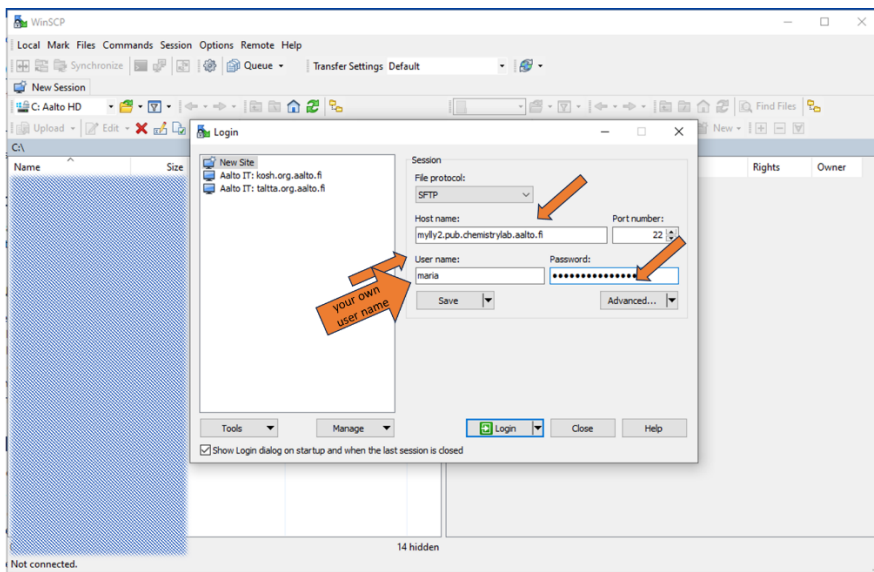 WinSCP
Local Mark Files Commands Session Options Remote Help
Synchronize Queue Transfer Settings Default
New Session
C: Aalto HD Find Files
Upload Edit New
C:\
Name Size Rights Owner
Login
New Site
Aalto IT: kosh.org.aalto.fi
Aalto IT: taltta.org.aalto.fi
Session
File protocol:
SFTP
Host name: Port number:
mylly2.pub.chemistrylab.aalto.fi 22
User name: Password:
maria
your own
user name
Save Advanced...
Tools Manage Login Close Help
Show Login dialog on startup and when the last session is closed
14 hidden
Not connected.